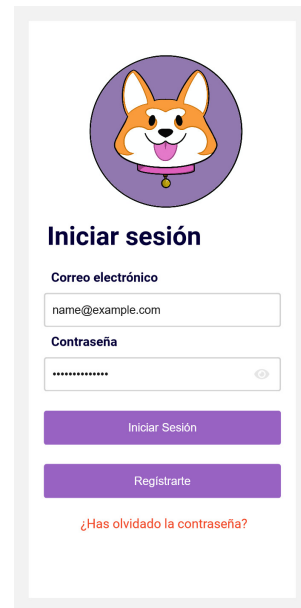 Iniciar sesión
Correo electrónico
name@example.com
Contraseña
••••••••••••••
Iniciar Sesión
Registrarte
¿Has olvidado la contraseña?